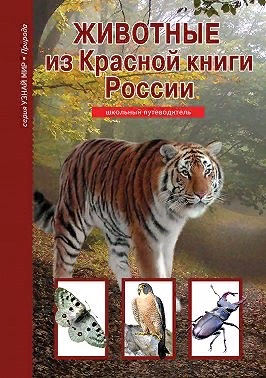 серия УЗНАЙ МИР • Природа
ЖИВОТНЫЕ
из Красной книги
России
школьный путеводитель